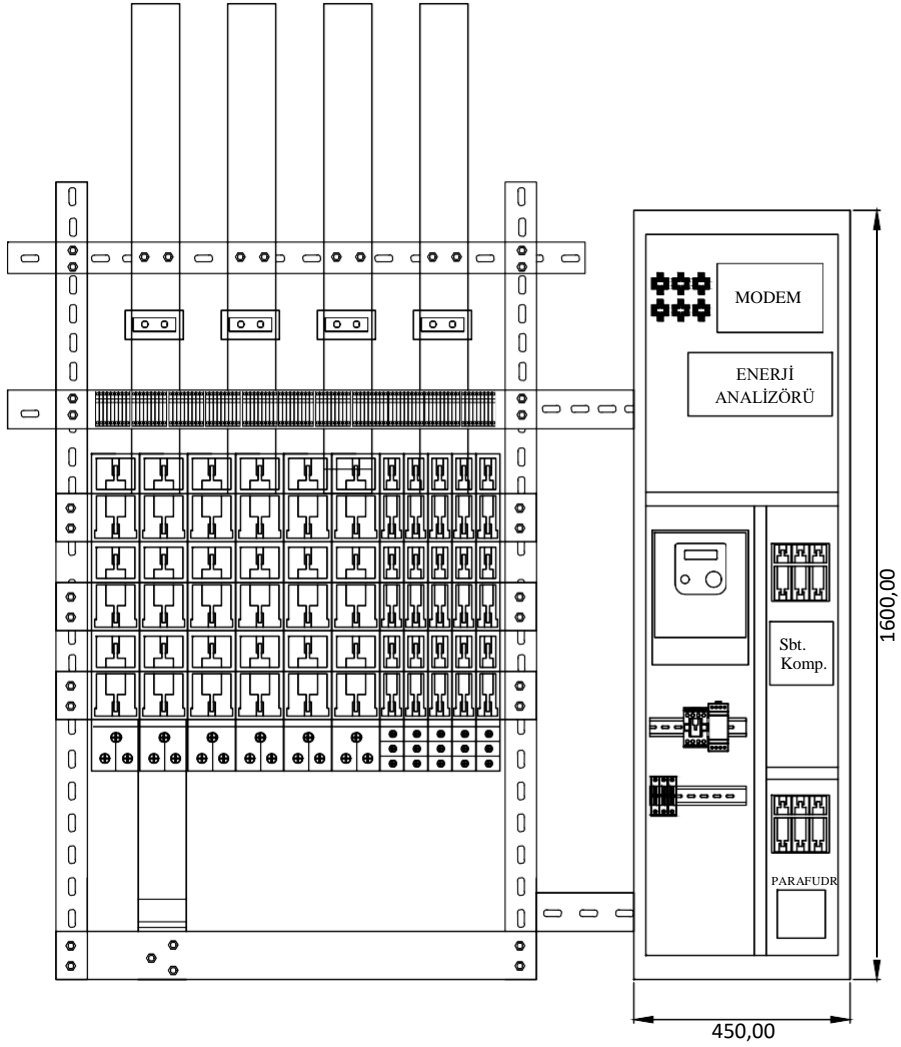 MODEM
ENERJİ
ANALİZÖRÜ
Sbt.
Komp.
1600,00
PARAFUDR
450,00